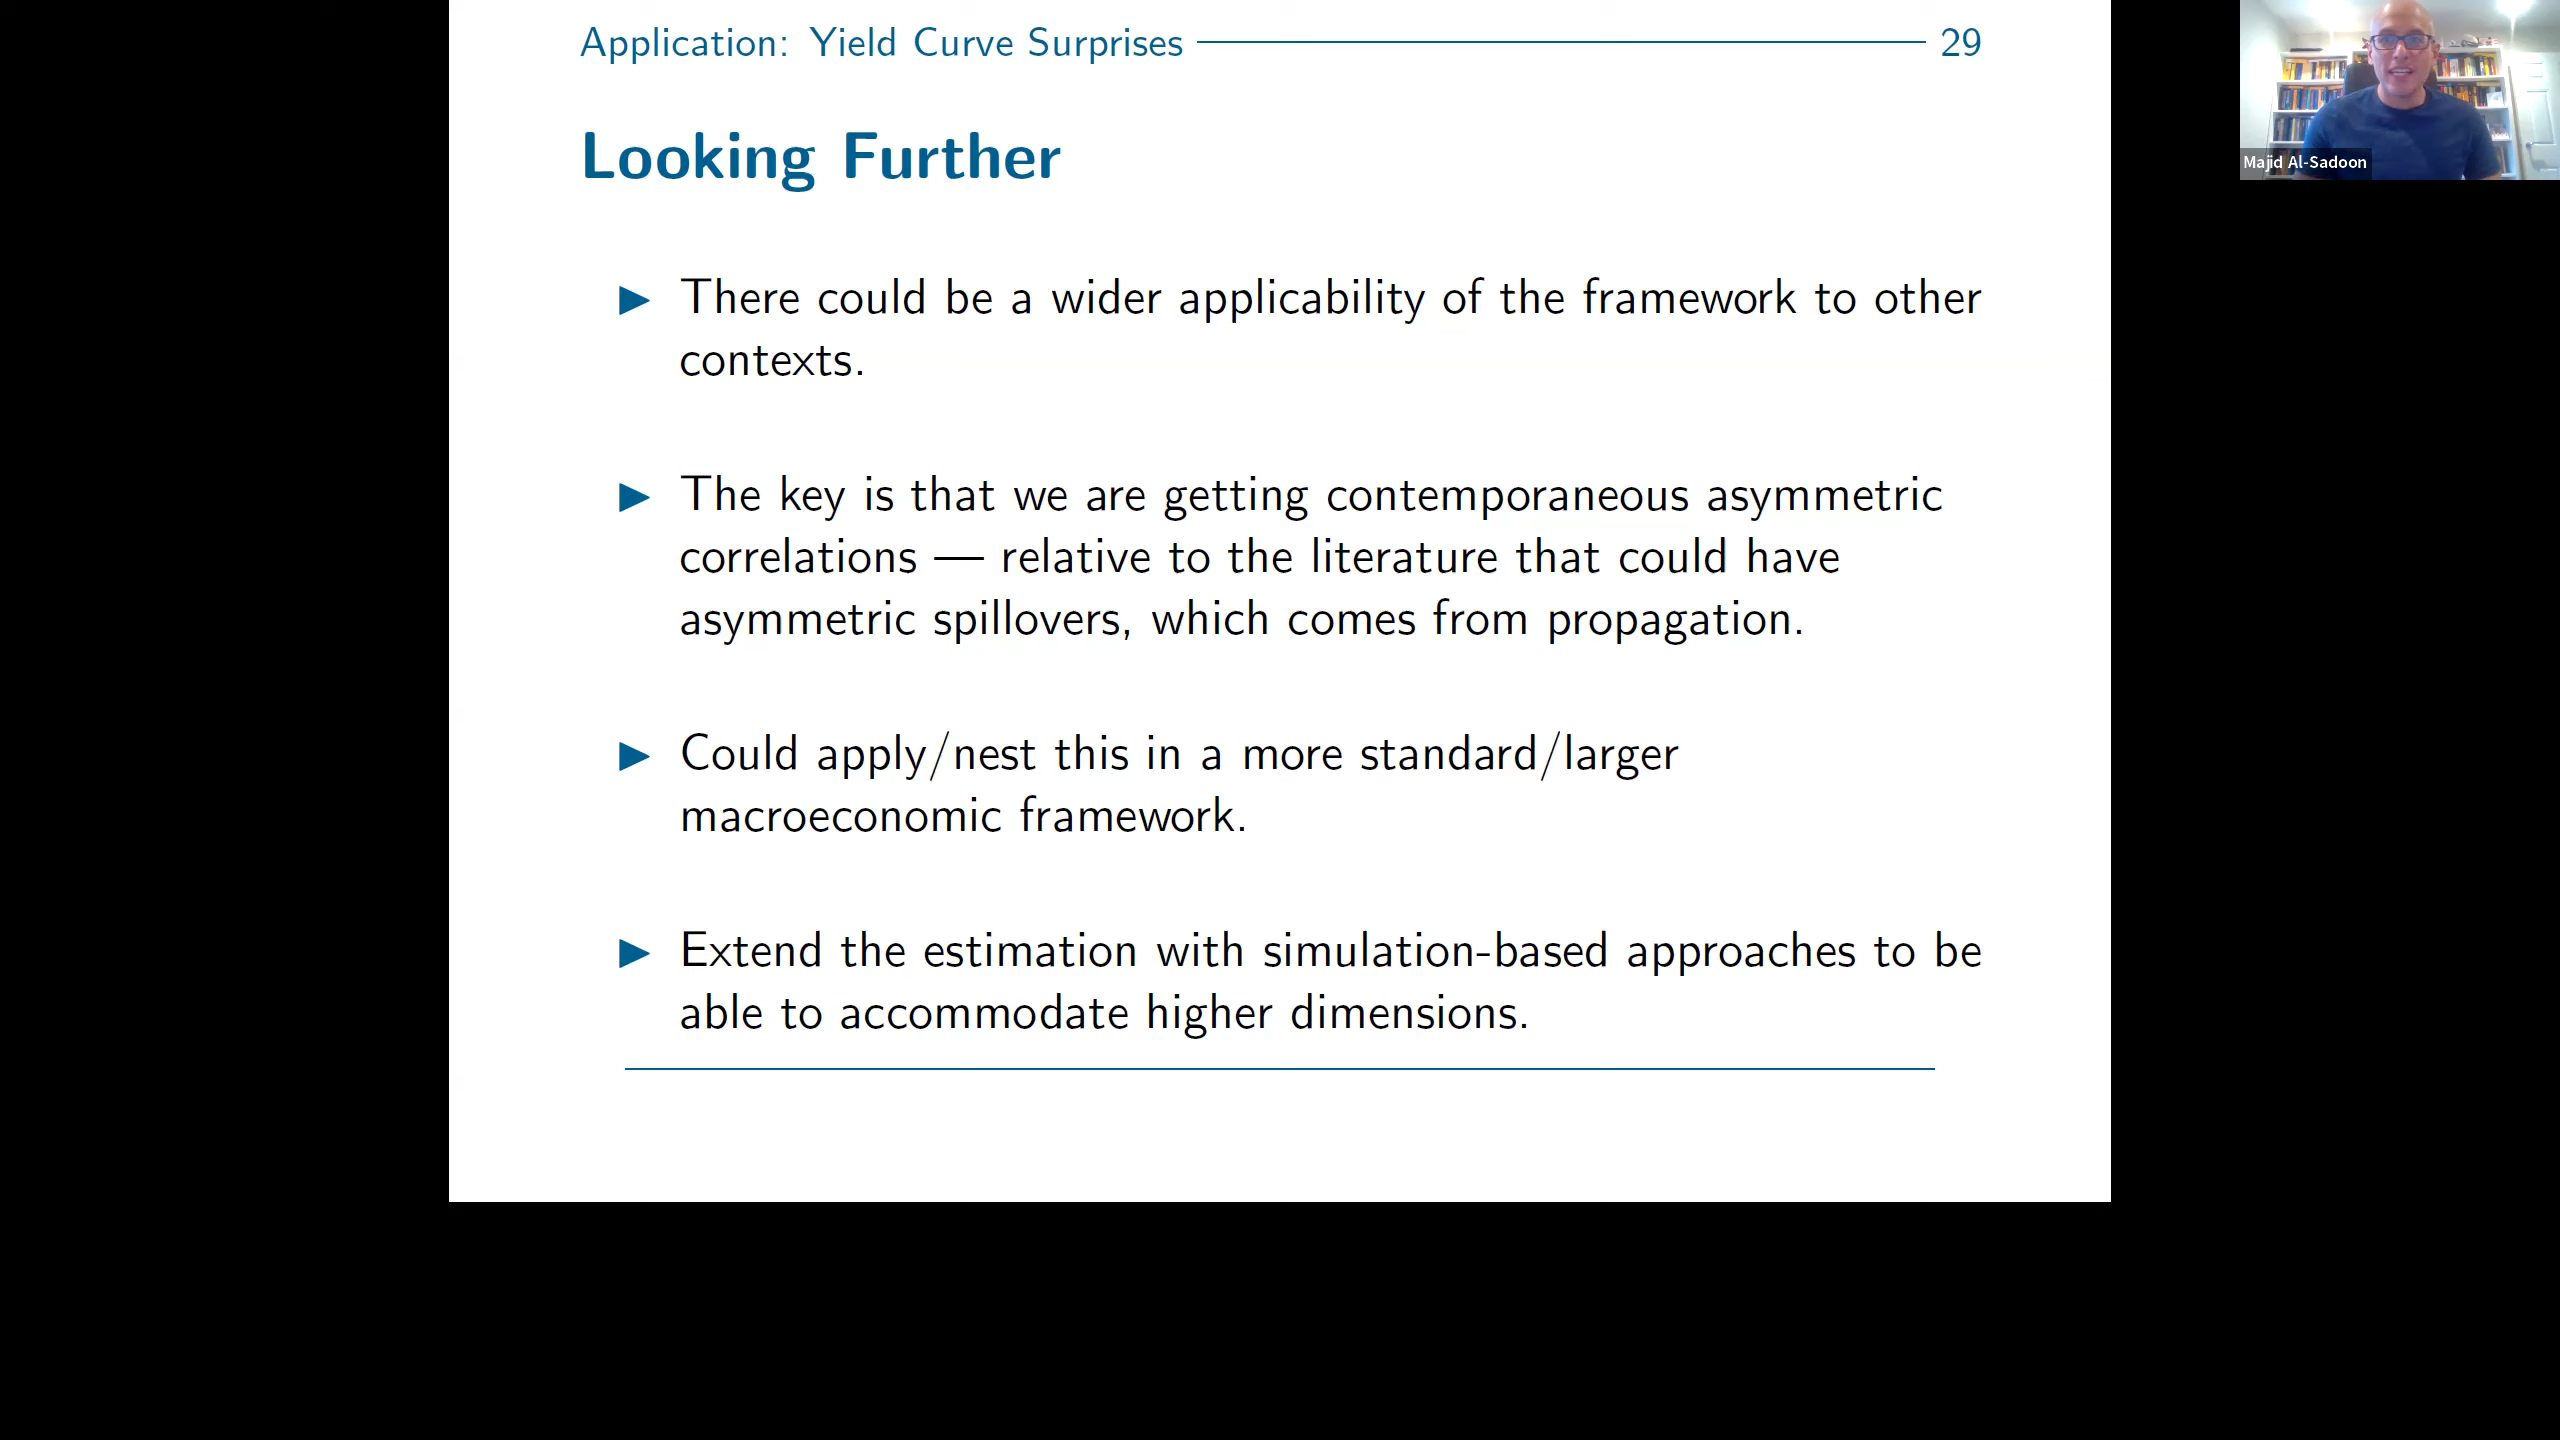 Application: Yield Curve Surprises 29
Majid Al-Sadoon
Looking Further
▶ There could be a wider applicability of the framework to other
contexts.
▶ The key is that we are getting contemporaneous asymmetric
correlations — relative to the literature that could have
asymmetric spillovers, which comes from propagation.
▶ Could apply/nest this in a more standard/larger
macroeconomic framework.
▶ Extend the estimation with simulation-based approaches to be
able to accommodate higher dimensions.